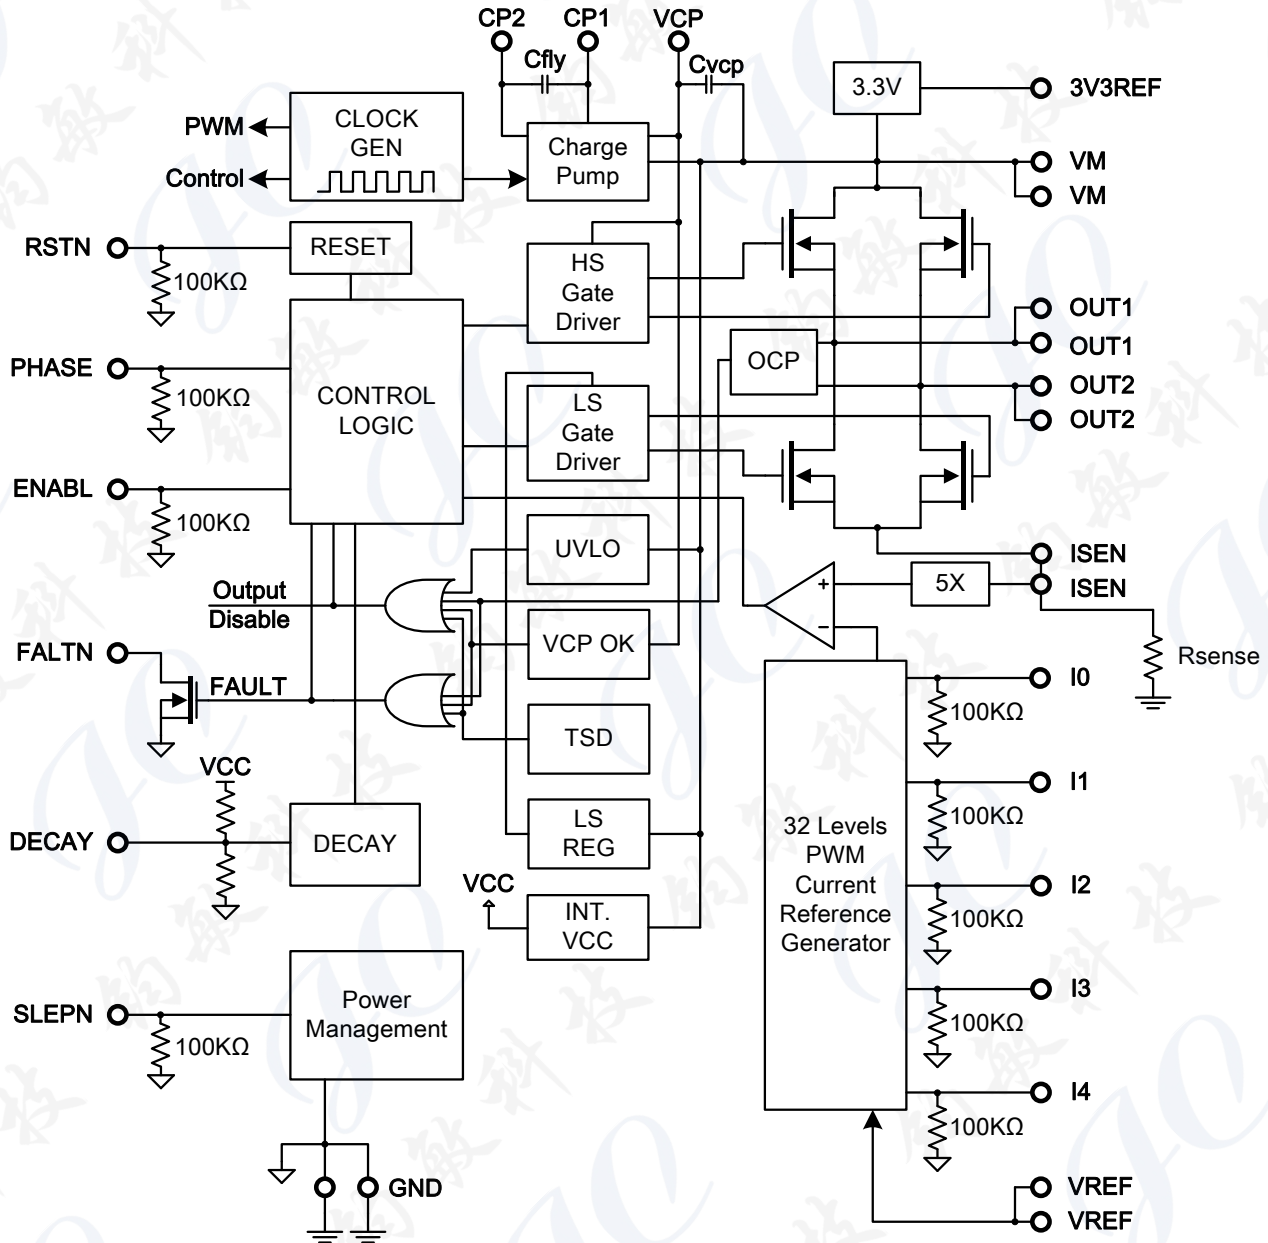 CP2
CP1
VCP
Cfly
Cvcp
3.3V
3V3REF
PWM
CLOCK
GEN
Control
Charge
Pump
VM
VM
RSTN
RESET
100KΩ
HS
Gate
Driver
OUT1
OUT1
OCP
OUT2
OUT2
PHASE
100KΩ
CONTROL
LOGIC
LS
Gate
Driver
ENABL
100KΩ
UVLO
ISEN
ISEN
5X
+
−
Output
Disable
VCP OK
Rsense
FALTN
FAULT
I0
100KΩ
TSD
VCC
I1
100KΩ
DECAY
DECAY
LS
REG
32 Levels
PWM
Current
Reference
Generator
VCC
INT.
VCC
I2
100KΩ
SLEPN
100KΩ
Power
Management
I3
100KΩ
I4
100KΩ
GND
VREF
VREF